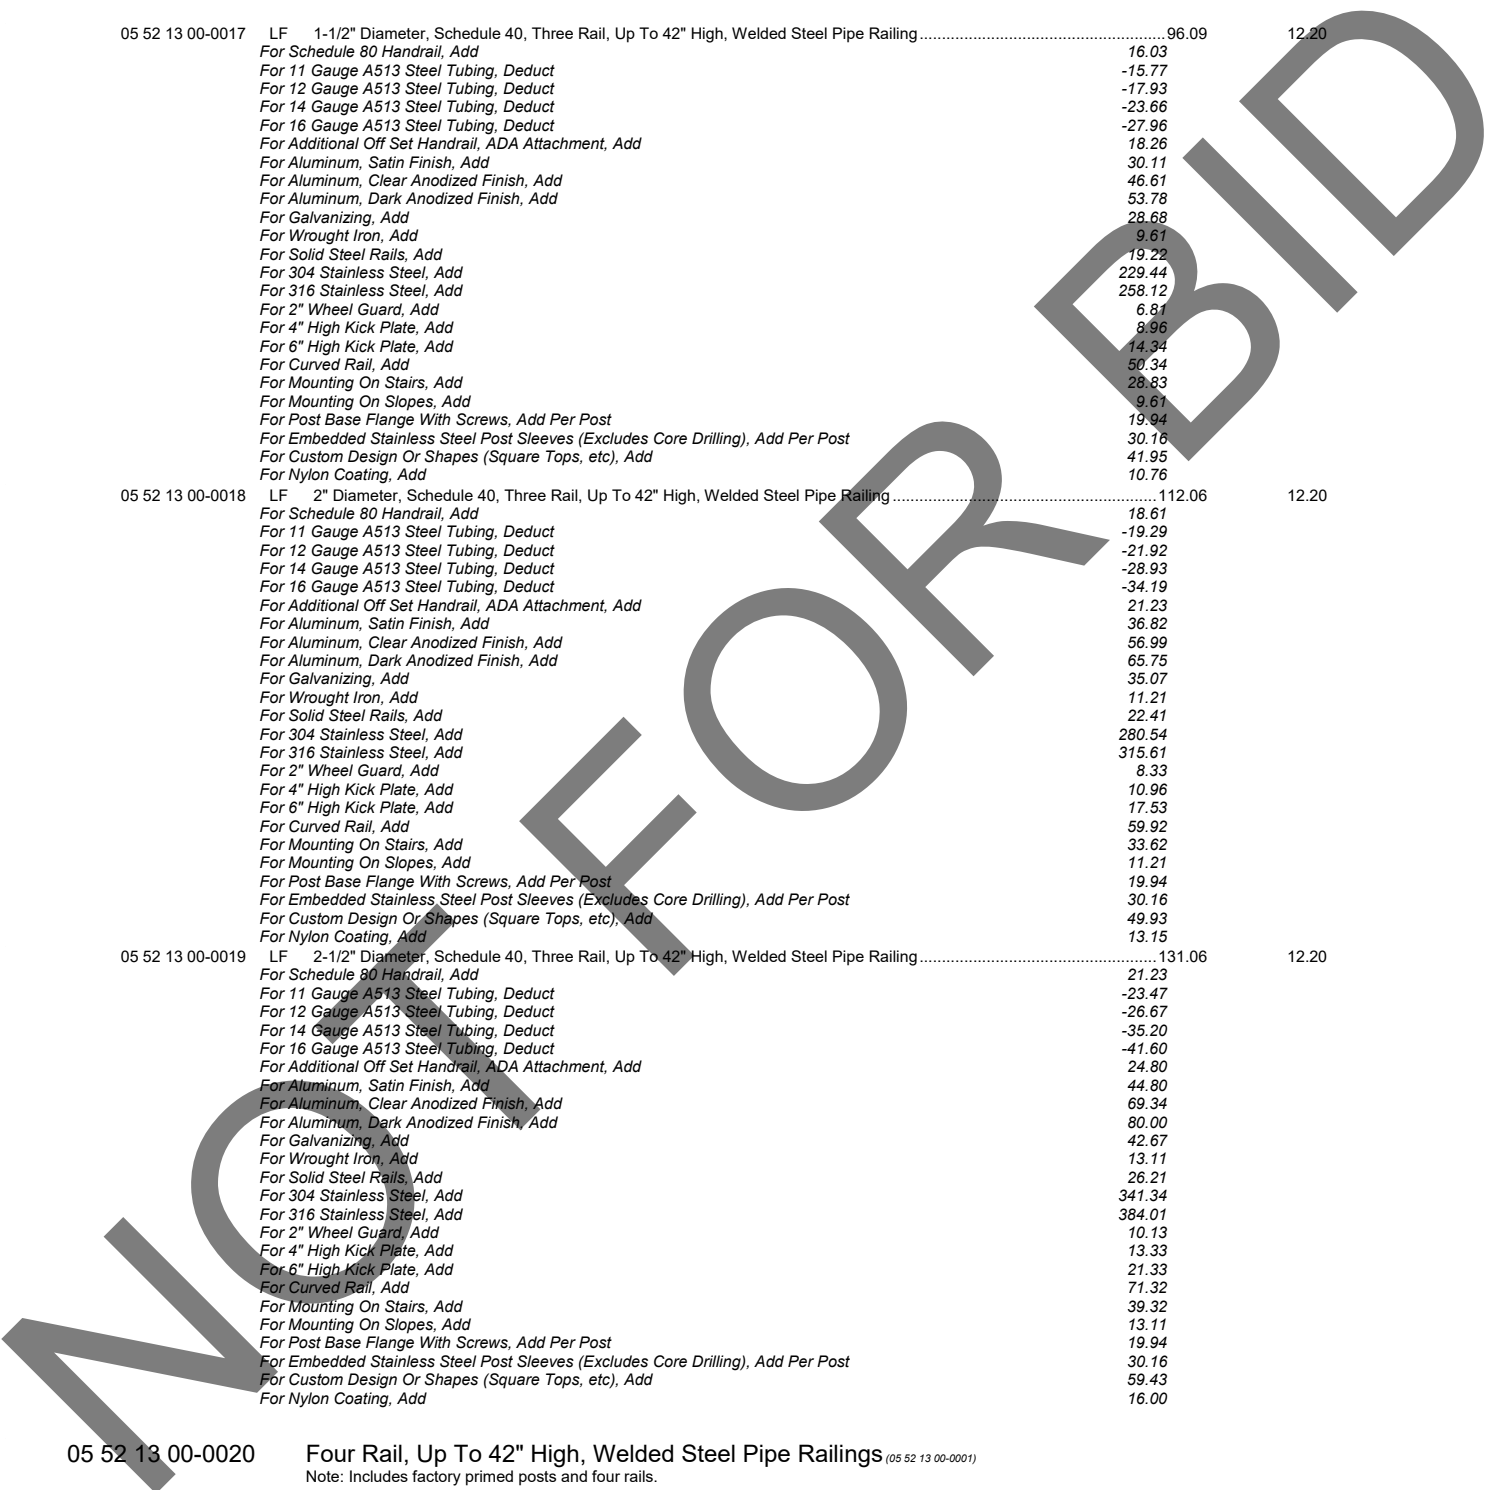 05 52 13 00-0017 LF 1-1/2" Diameter, Schedule 40, Three Rail, Up To 42" High, Welded Steel Pipe Railing 96.09 12.20
For Schedule 80 Handrail, Add 16.03
For 11 Gauge A513 Steel Tubing, Deduct -15.77
For 12 Gauge A513 Steel Tubing, Deduct -17.93
For 14 Gauge A513 Steel Tubing, Deduct -23.66
For 16 Gauge A513 Steel Tubing, Deduct -27.96
For Additional Off Set Handrail, ADA Attachment, Add 18.26
For Aluminum, Satin Finish, Add 30.11
For Aluminum, Clear Anodized Finish, Add 46.61
For Aluminum, Dark Anodized Finish, Add 53.78
For Galvanizing, Add 28.68
For Wrought Iron, Add 9.61
For Solid Steel Rails, Add 19.22
For 304 Stainless Steel, Add 229.44
For 316 Stainless Steel, Add 258.12
For 2" Wheel Guard, Add 6.81
For 4" High Kick Plate, Add 8.96
For 6" High Kick Plate, Add 14.34
For Curved Rail, Add 50.34
For Mounting On Stairs, Add 28.83
For Mounting On Slopes, Add 9.61
For Post Base Flange With Screws, Add Per Post 19.94
For Embedded Stainless Steel Post Sleeves (Excludes Core Drilling), Add Per Post 30.16
For Custom Design Or Shapes (Square Tops, etc), Add 41.95
For Nylon Coating, Add 10.76
05 52 13 00-0018 LF 2" Diameter, Schedule 40, Three Rail, Up To 42" High, Welded Steel Pipe Railing 112.06 12.20
For Schedule 80 Handrail, Add 18.61
For 11 Gauge A513 Steel Tubing, Deduct -19.29
For 12 Gauge A513 Steel Tubing, Deduct -21.92
For 14 Gauge A513 Steel Tubing, Deduct -28.93
For 16 Gauge A513 Steel Tubing, Deduct -34.19
For Additional Off Set Handrail, ADA Attachment, Add 21.23
For Aluminum, Satin Finish, Add 36.82
For Aluminum, Clear Anodized Finish, Add 56.99
For Aluminum, Dark Anodized Finish, Add 65.75
For Galvanizing, Add 35.07
For Wrought Iron, Add 11.21
For Solid Steel Rails, Add 22.41
For 304 Stainless Steel, Add 280.54
For 316 Stainless Steel, Add 315.61
For 2" Wheel Guard, Add 8.33
For 4" High Kick Plate, Add 10.96
For 6" High Kick Plate, Add 17.53
For Curved Rail, Add 59.92
For Mounting On Stairs, Add 33.62
For Mounting On Slopes, Add 11.21
For Post Base Flange With Screws, Add Per Post 19.94
For Embedded Stainless Steel Post Sleeves (Excludes Core Drilling), Add Per Post 30.16
For Custom Design Or Shapes (Square Tops, etc), Add 49.93
For Nylon Coating, Add 13.15
05 52 13 00-0019 LF 2-1/2" Diameter, Schedule 40, Three Rail, Up To 42" High, Welded Steel Pipe Railing 131.06 12.20
For Schedule 80 Handrail, Add 21.23
For 11 Gauge A513 Steel Tubing, Deduct -23.47
For 12 Gauge A513 Steel Tubing, Deduct -26.67
For 14 Gauge A513 Steel Tubing, Deduct -35.20
For 16 Gauge A513 Steel Tubing, Deduct -41.60
For Additional Off Set Handrail, ADA Attachment, Add 24.80
For Aluminum, Satin Finish, Add 44.80
For Aluminum, Clear Anodized Finish, Add 69.34
For Aluminum, Dark Anodized Finish, Add 80.00
For Galvanizing, Add 42.67
For Wrought Iron, Add 13.11
For Solid Steel Rails, Add 26.21
For 304 Stainless Steel, Add 341.34
For 316 Stainless Steel, Add 384.01
For 2" Wheel Guard, Add 10.13
For 4" High Kick Plate, Add 13.33
For 6" High Kick Plate, Add 21.33
For Curved Rail, Add 71.32
For Mounting On Stairs, Add 39.32
For Mounting On Slopes, Add 13.11
For Post Base Flange With Screws, Add Per Post 19.94
For Embedded Stainless Steel Post Sleeves (Excludes Core Drilling), Add Per Post 30.16
For Custom Design Or Shapes (Square Tops, etc), Add 59.43
For Nylon Coating, Add 16.00
05 52 13 00-0020 Four Rail, Up To 42" High, Welded Steel Pipe Railings (05 52 13 00-0001)
Note: Includes factory primed posts and four rails.
NOT FOR BID